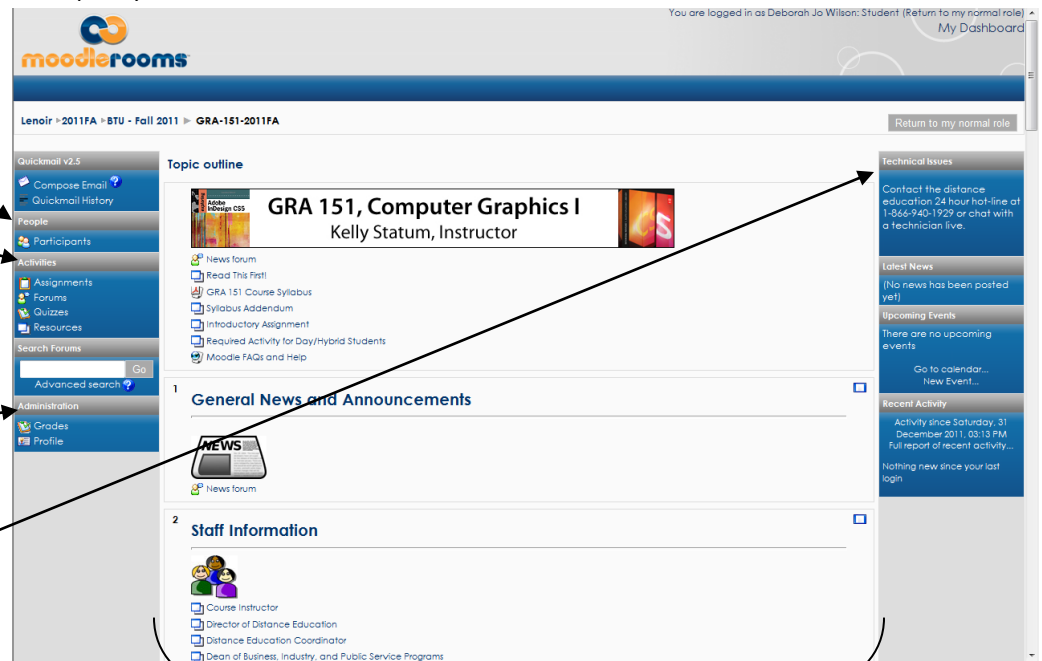 You are logged in as Deborah Jo Wilson: Student (Return to my normal role)
My Dashboard
moodlerooms
Lenoir ▶ 2011FA ▶ BTU - Fall 2011 ▶ GRA-151-2011FA
Return to my normal role
Quickmail v2.5
Compose Email ?
Quickmail History
People
Participants
Activities
Assignments
Forums
Quizzes
Resources
Search Forums
Go
Advanced search ?
Administration
Grades
Profile
Topic outline
Adobe
InDesign CS5
GRA 151, Computer Graphics I
Kelly Statum, Instructor
News forum
Read This First!
GRA 151 Course Syllabus
Syllabus Addendum
Introductory Assignment
Required Activity for Day/Hybrid Students
Moodle FAQs and Help
1
General News and Announcements
NEWS
News forum
2
Staff Information
Course Instructor
Director of Distance Education
Distance Education Coordinator
Dean of Business, Industry, and Public Service Programs
Technical Issues
Contact the distance
education 24 hour hot-line at
1-866-940-1929 or chat with
a technician live.
Latest News
(No news has been posted
yet)
Upcoming Events
There are no upcoming
events
Go to calendar...
New Event...
Recent Activity
Activity since Saturday, 31
December 2011, 03:13 PM
Full report of recent activity...
Nothing new since your last
login